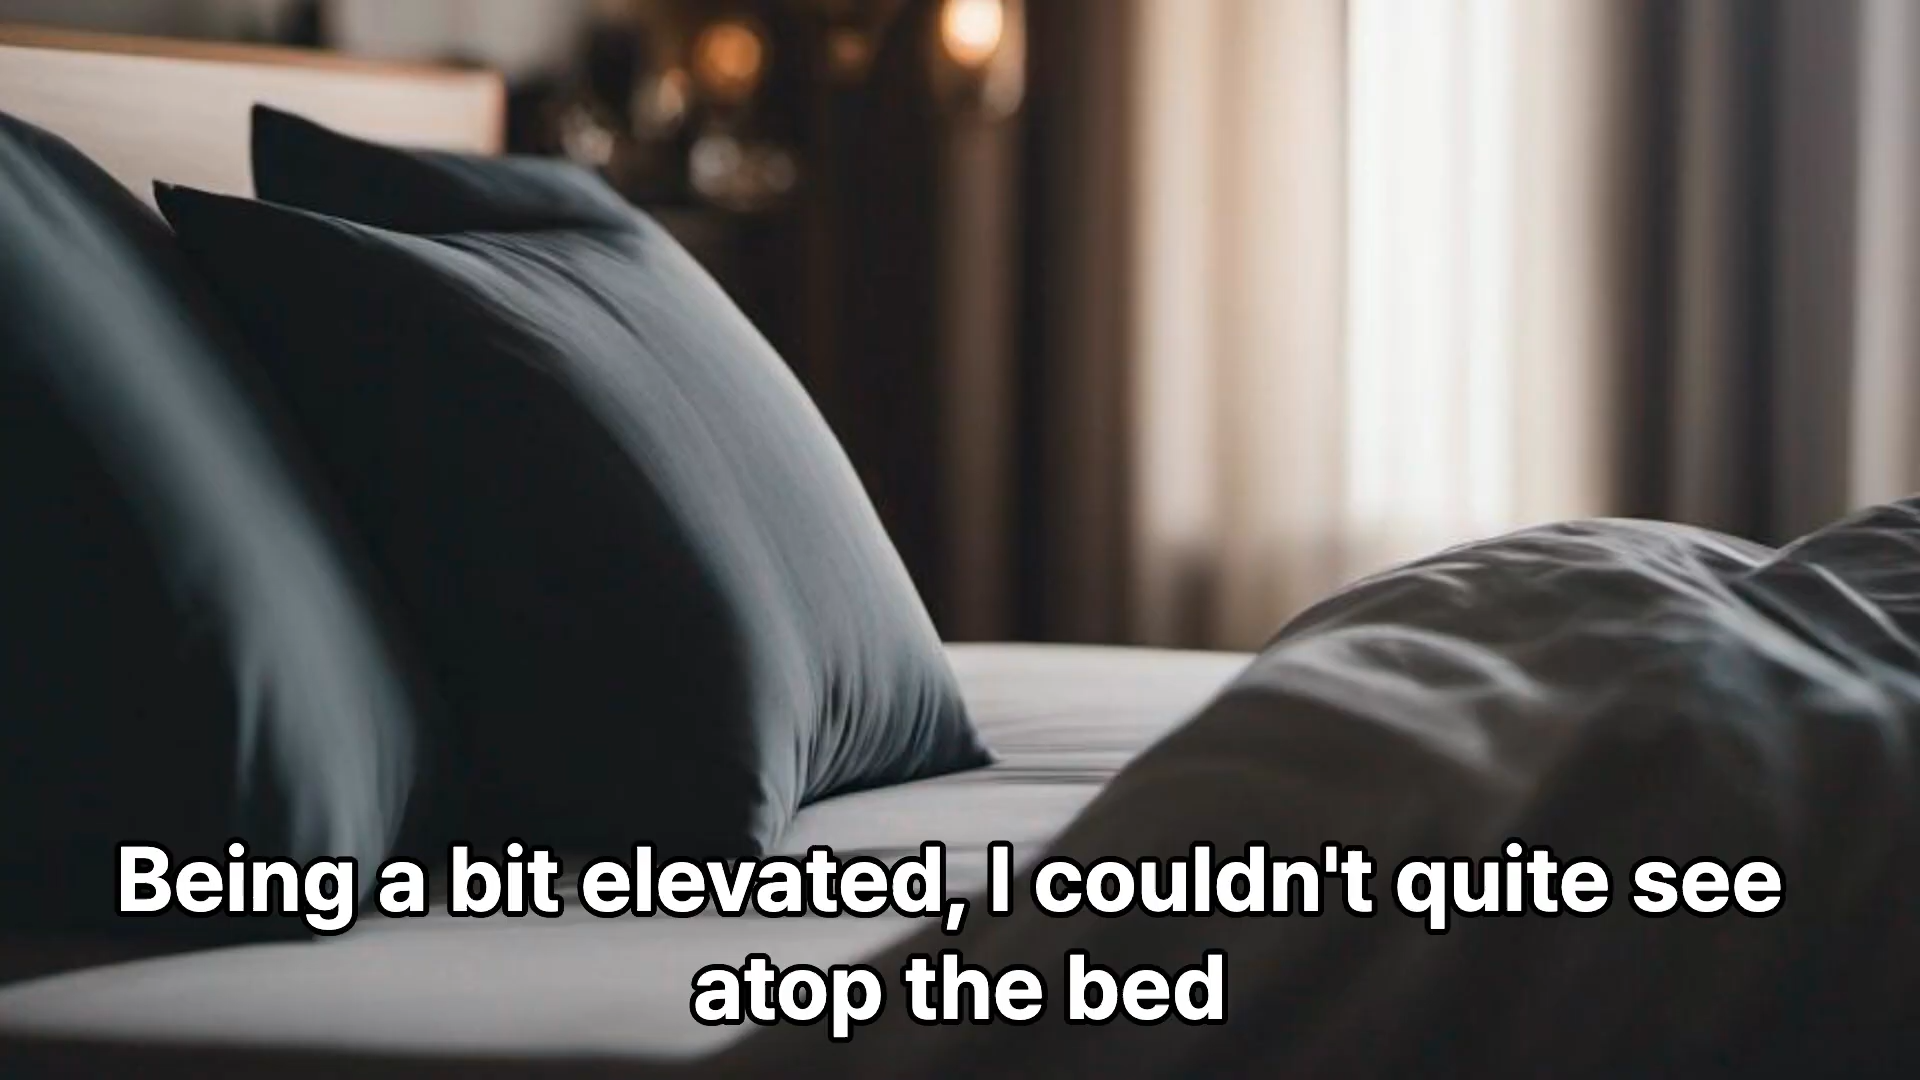 Being a bit elevated, I couldn't quite see
atop the bed